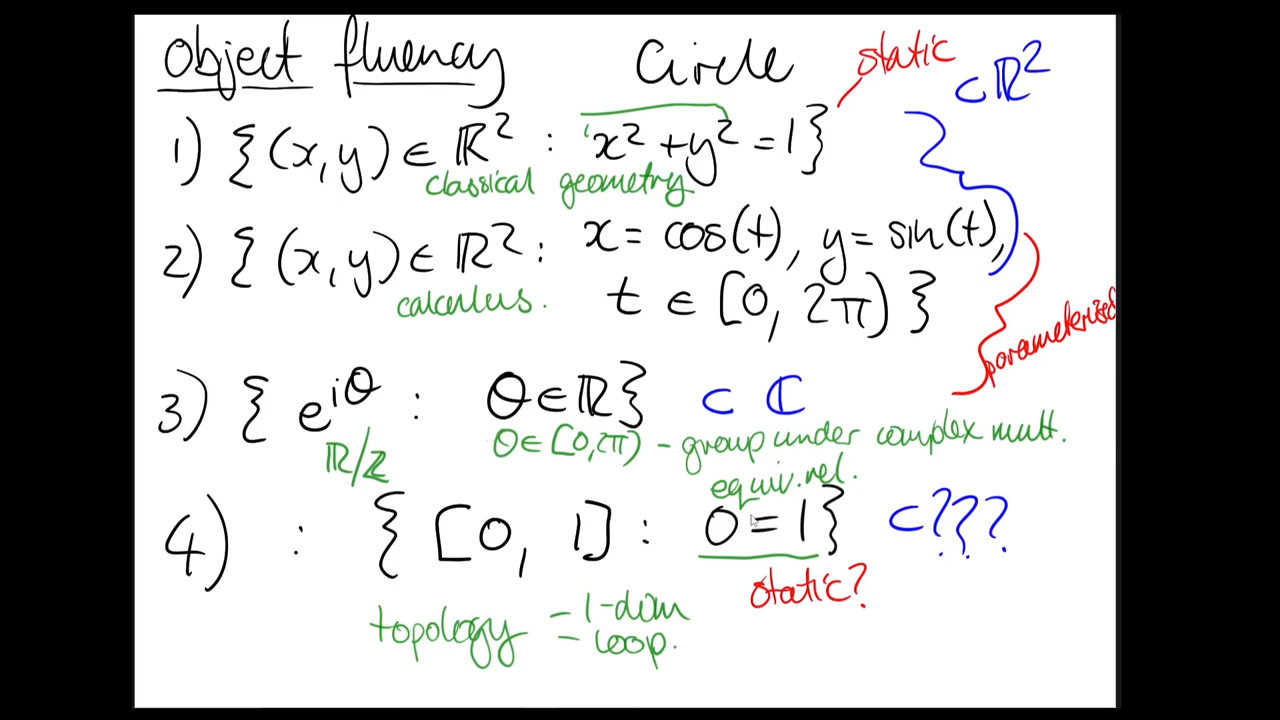 Object fluency Circle static ⊂ ℝ²
1) {(x,y) ∈ ℝ² : x² + y² = 1}
classical geometry
2) {(x,y) ∈ ℝ² : x = cos(t), y = sin(t),
calculus. t ∈ [0, 2π) }
parameterized
3) { e^{iθ} : θ ∈ ℝ} ⊂ ℂ
ℝ/ℤ θ ∈ [0,2π) - group under complex mult.
equiv. rel.
4) : { [0, 1] : 0 = 1} ⊂ ???
static?
topology - 1-dim
- loop.